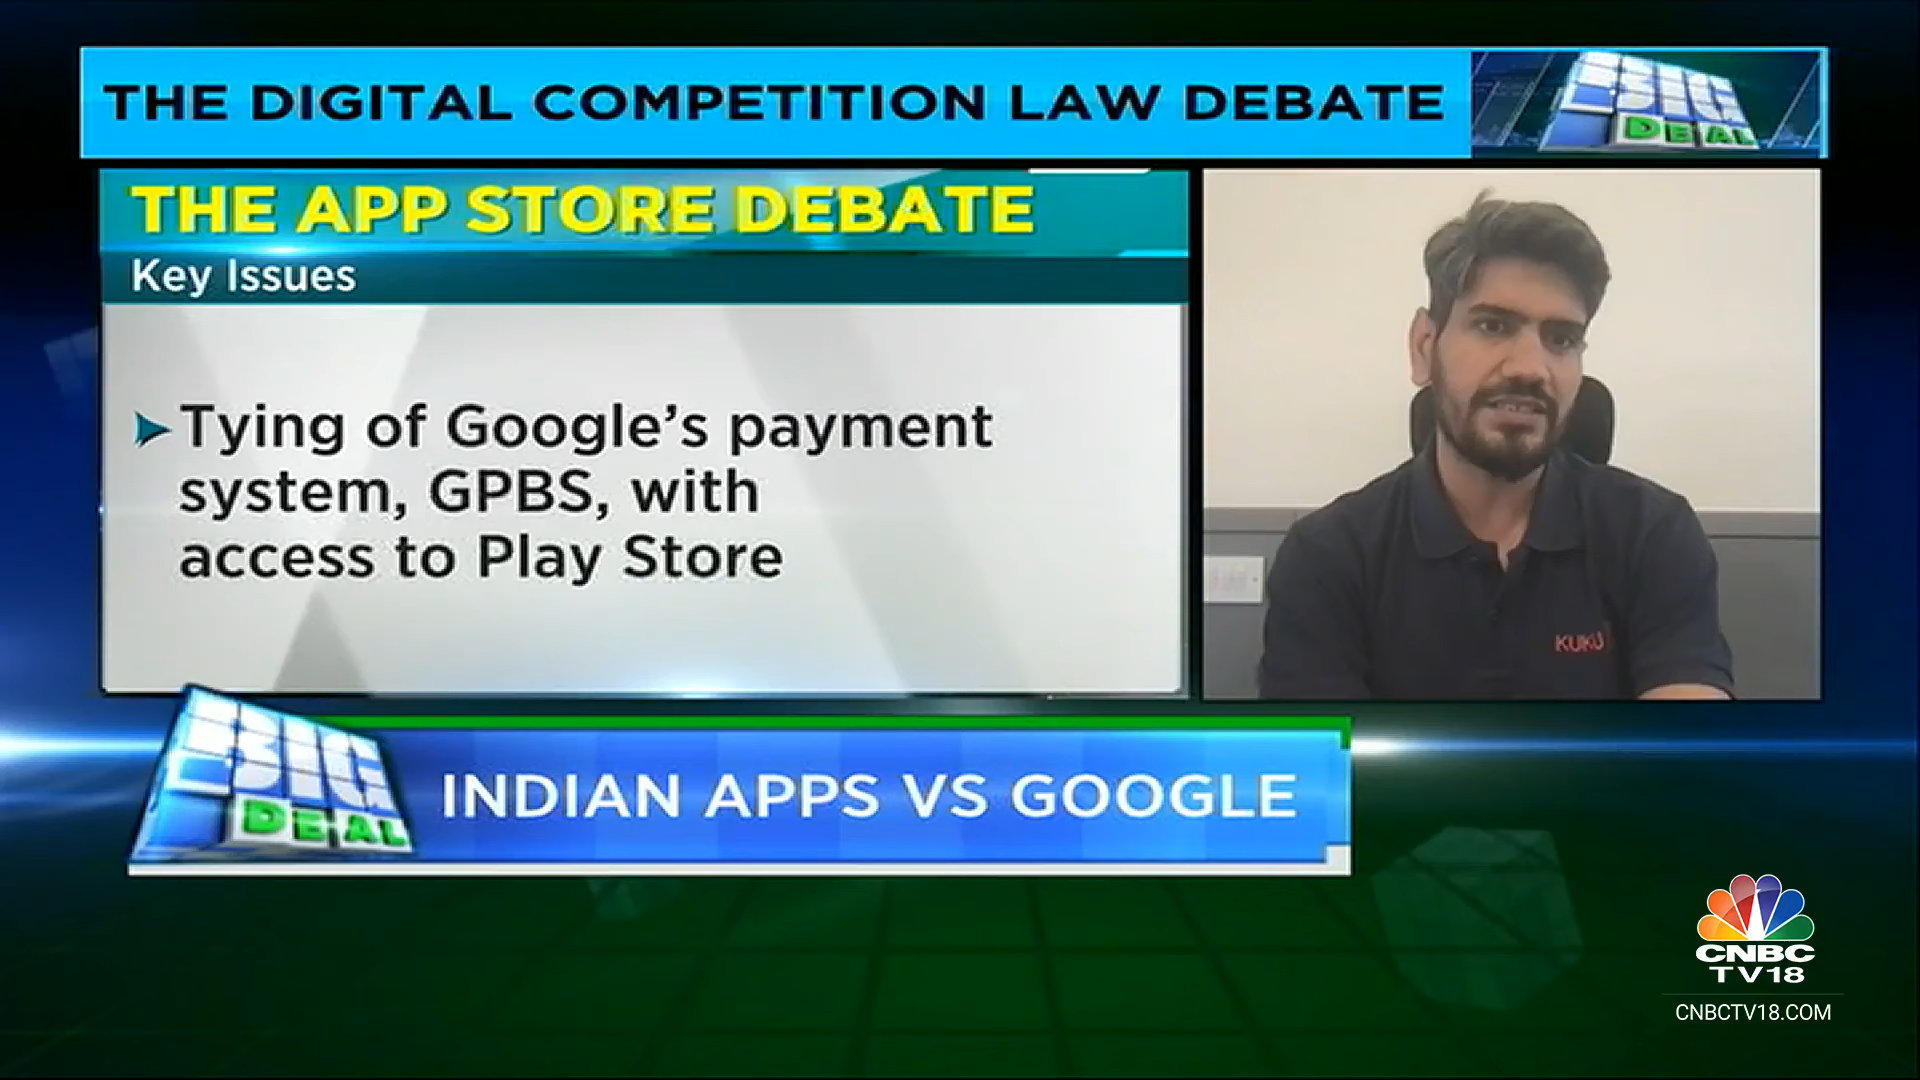 THE DIGITAL COMPETITION LAW DEBATE
BIG
DEAL
THE APP STORE DEBATE
Key Issues
Tying of Google’s payment
system, GPBS, with
access to Play Store
KUKU
BIG
DEAL
INDIAN APPS VS GOOGLE
CNBC
TV18
CNBCTV18.COM